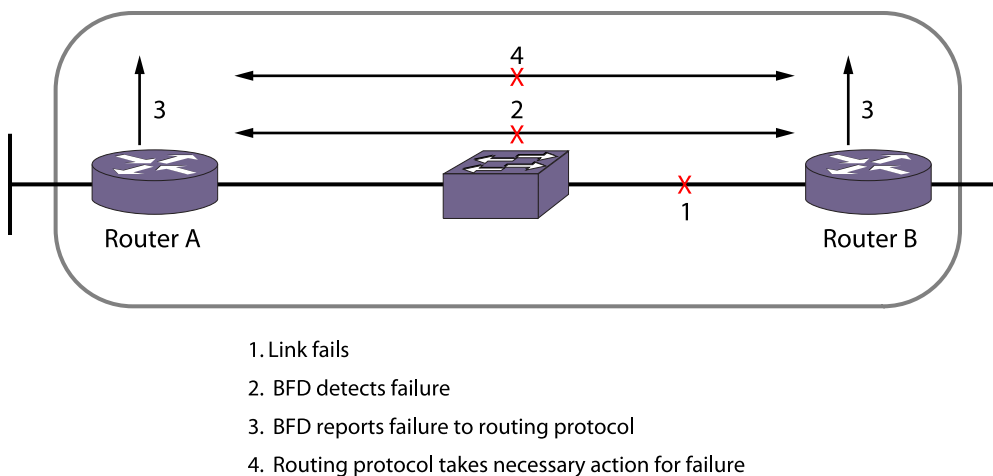 4
X
3
2
X
3
X
1
Router A
Router B
1. Link fails
2. BFD detects failure
3. BFD reports failure to routing protocol
4. Routing protocol takes necessary action for failure